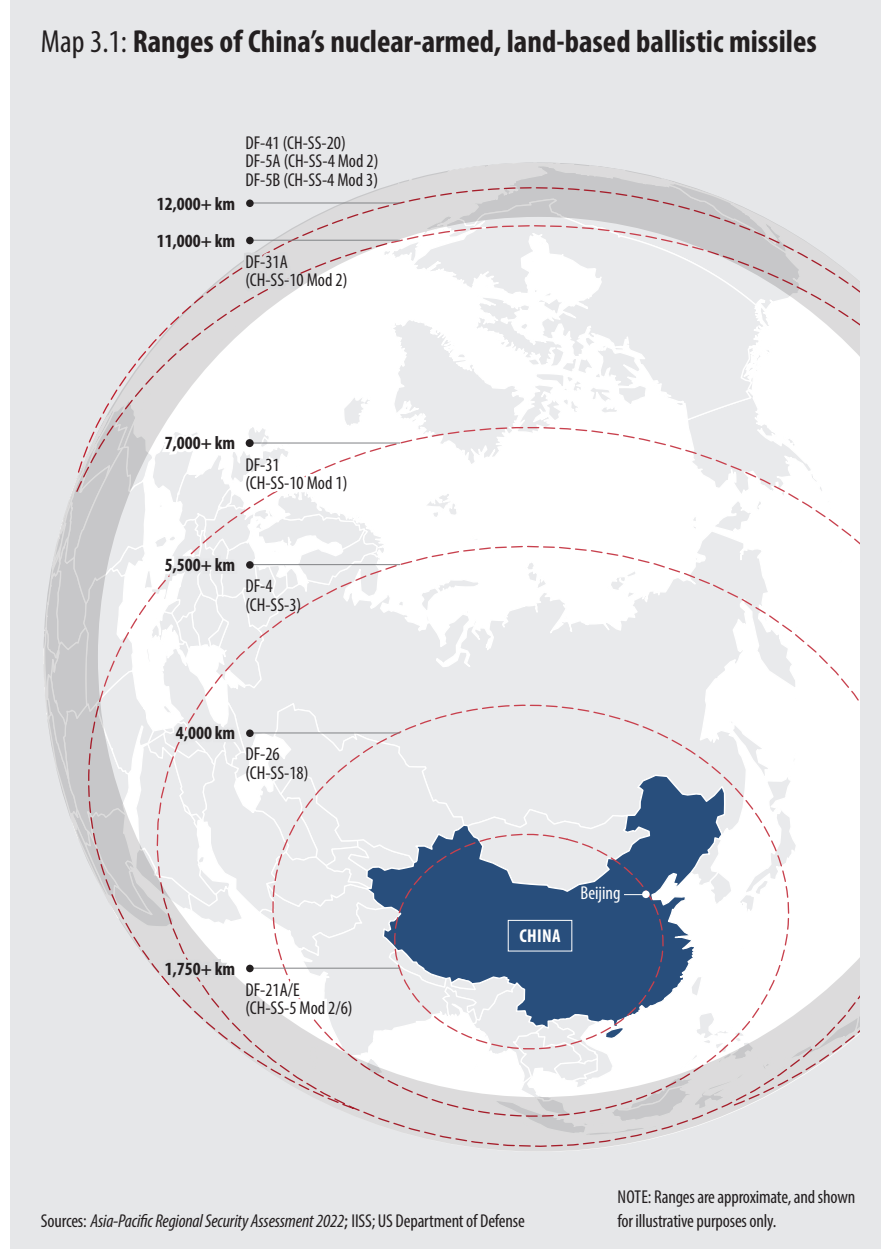 Map 3.1: Ranges of China's nuclear-armed, land-based ballistic missiles
DF-41 (CH-SS-20)
DF-5A (CH-SS-4 Mod 2)
DF-5B (CH-SS-4 Mod 3)
12,000+ km
11,000+ km
DF-31A
(CH-SS-10 Mod 2)
7,000+ km
DF-31
(CH-SS-10 Mod 1)
5,500+ km
DF-4
(CH-SS-3)
4,000 km
DF-26
(CH-SS-18)
Beijing
CHINA
1,750+ km
DF-21A/E
(CH-SS-5 Mod 2/6)
NOTE: Ranges are approximate, and shown
for illustrative purposes only.
Sources: Asia-Pacific Regional Security Assessment 2022; IISS; US Department of Defense